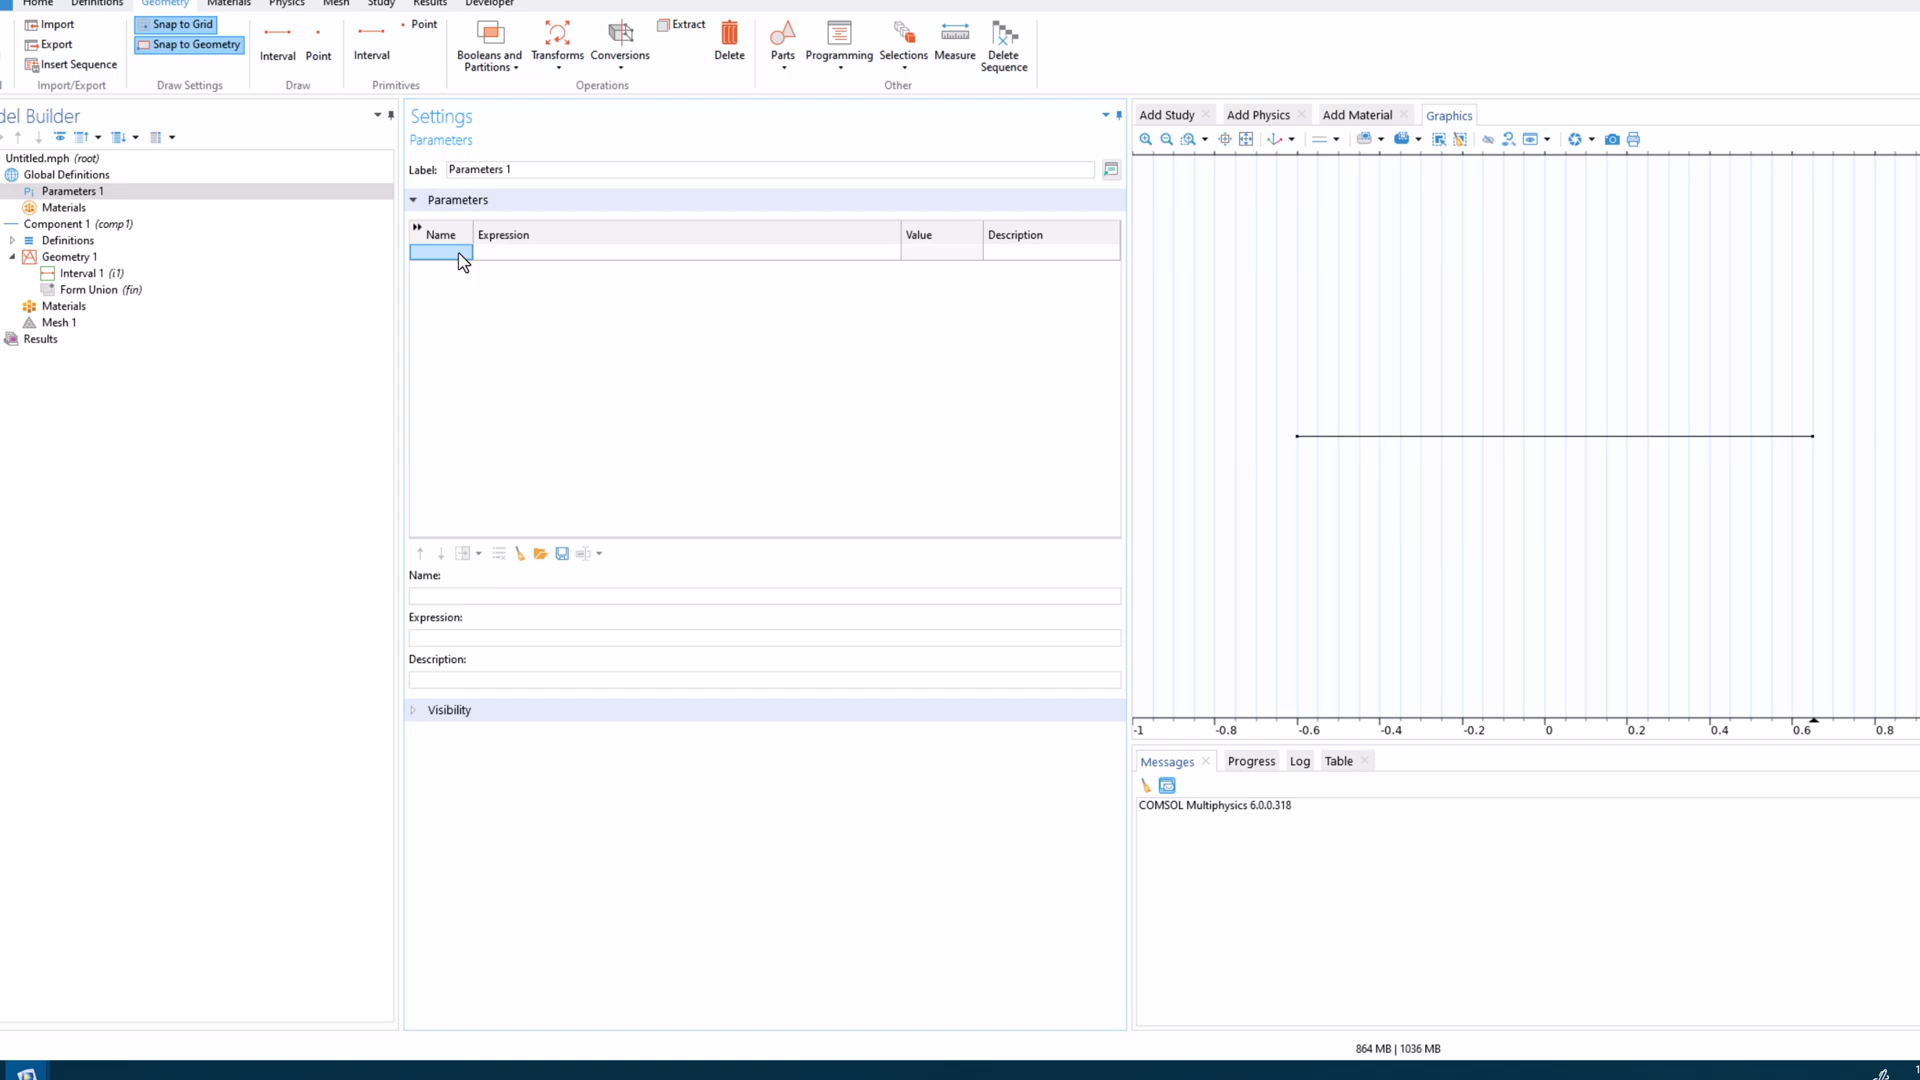 Home Definitions Geometry Materials Physics Mesh Study Results Developer
Import
Export
Insert Sequence
Import/Export
Snap to Grid
Snap to Geometry
Draw Settings
Interval Point
Draw
Interval
Point
Primitives
Booleans and
Partitions
Transforms
Conversions
Extract
Delete
Operations
Parts
Programming
Selections
Measure
Delete
Sequence
Other
del Builder
Untitled.mph (root)
Global Definitions
Pi Parameters 1
Materials
Component 1 (comp1)
Definitions
Geometry 1
Interval 1 (i1)
Form Union (fin)
Materials
Mesh 1
Results
Settings
Parameters
Label: Parameters 1
Parameters
Name Expression Value Description
Name:
Expression:
Description:
Visibility
Add Study Add Physics Add Material Graphics
-1 -0.8 -0.6 -0.4 -0.2 0 0.2 0.4 0.6 0.8
Messages Progress Log Table
COMSOL Multiphysics 6.0.0.318
864 MB | 1036 MB